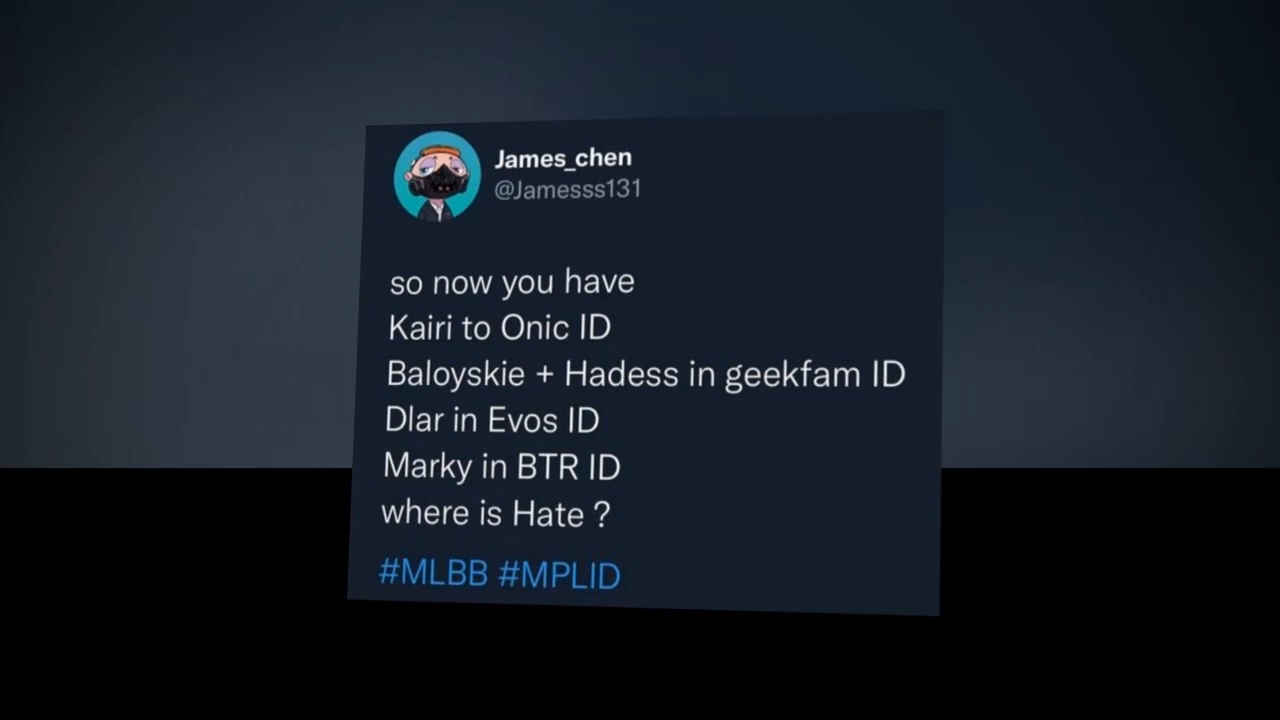 James_chen
@Jamesss131
so now you have
Kairi to Onic ID
Baloyskie + Hadess in geekfam ID
Dlar in Evos ID
Marky in BTR ID
where is Hate ?
#MLBB #MPLID